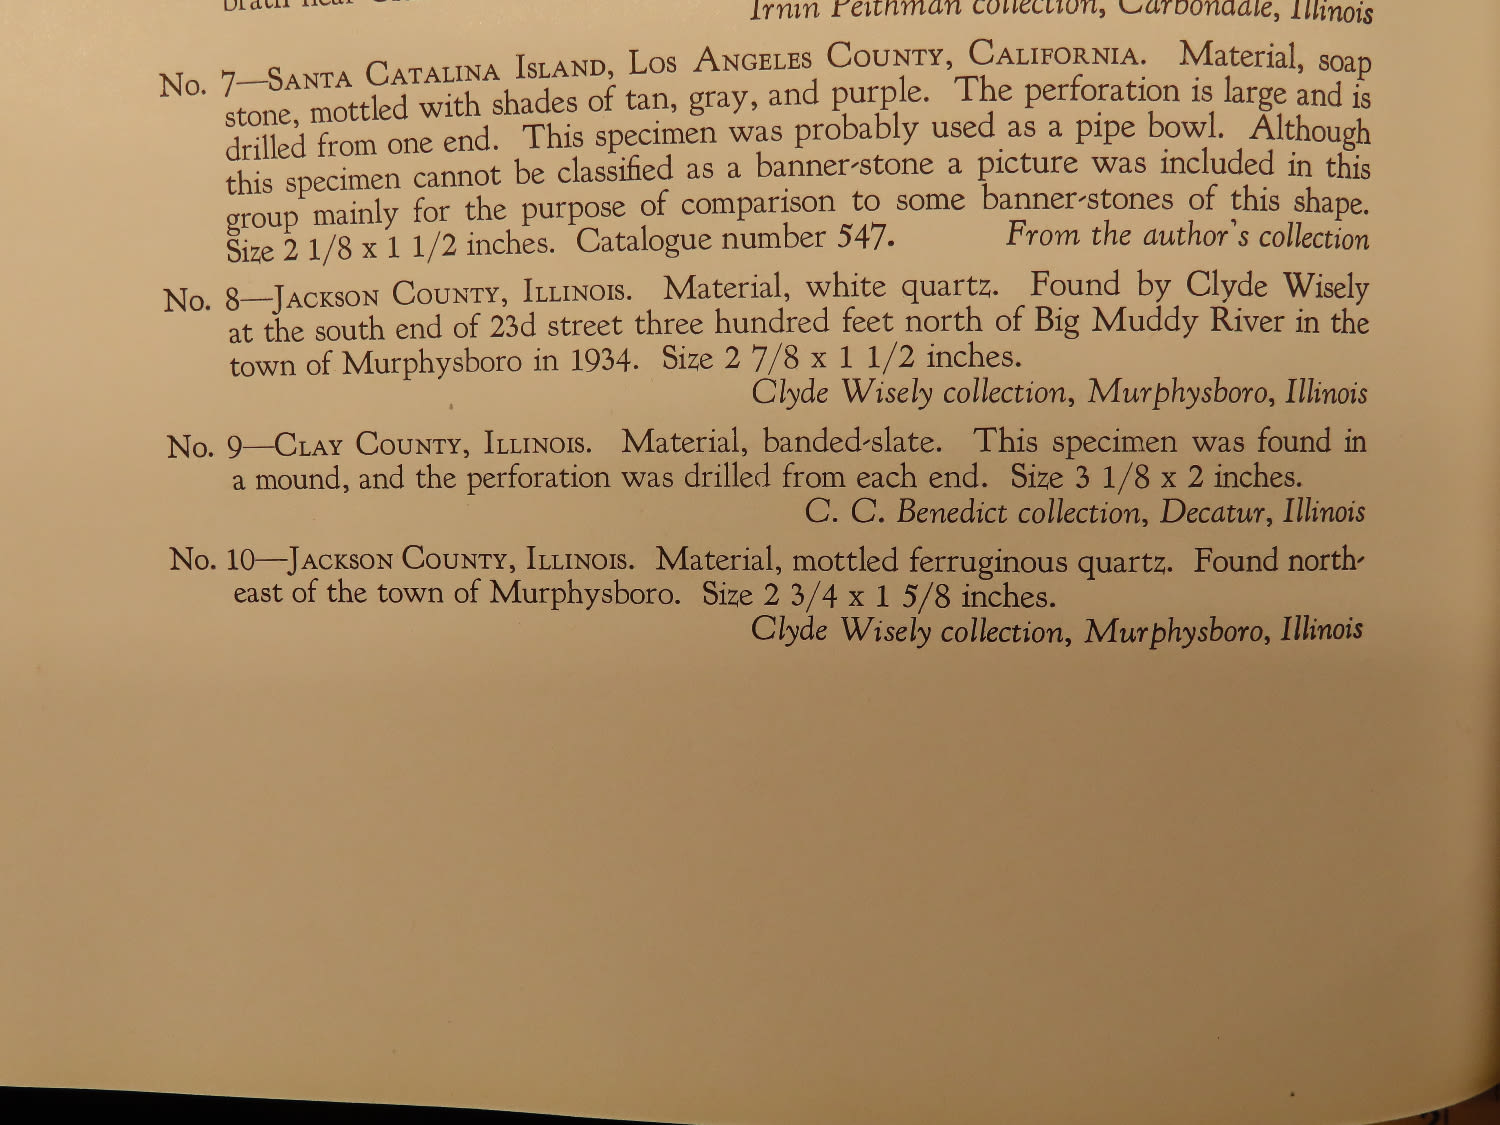 Irvin Peithman collection, Carbondale, Illinois
No. 7—Santa Catalina Island, Los Angeles County, California. Material, soap
stone, mottled with shades of tan, gray, and purple. The perforation is large and is
drilled from one end. This specimen was probably used as a pipe bowl. Although
this specimen cannot be classified as a banner-stone a picture was included in this
group mainly for the purpose of comparison to some banner-stones of this shape.
Size 2 1/8 x 1 1/2 inches. Catalogue number 547. From the author's collection
No. 8—Jackson County, Illinois. Material, white quartz. Found by Clyde Wisely
at the south end of 23d street three hundred feet north of Big Muddy River in the
town of Murphysboro in 1934. Size 2 7/8 x 1 1/2 inches.
Clyde Wisely collection, Murphysboro, Illinois
No. 9—Clay County, Illinois. Material, banded-slate. This specimen was found in
a mound, and the perforation was drilled from each end. Size 3 1/8 x 2 inches.
C. C. Benedict collection, Decatur, Illinois
No. 10—Jackson County, Illinois. Material, mottled ferruginous quartz. Found north-
east of the town of Murphysboro. Size 2 3/4 x 1 5/8 inches.
Clyde Wisely collection, Murphysboro, Illinois